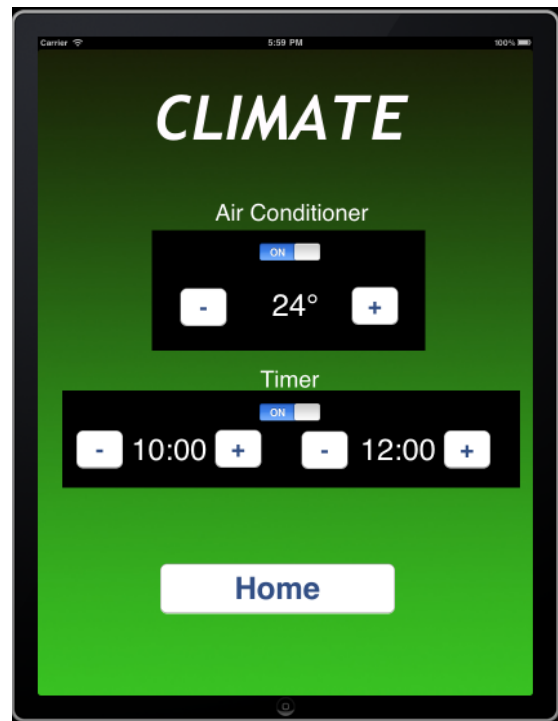 Carrier 5:59 PM 100%
CLIMATE
Air Conditioner
ON
- 24° +
Timer
ON
- 10:00 + - 12:00 +
Home